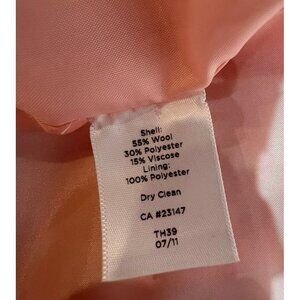 Shell:
55% Wool
30% Polyester
15% Viscose
Lining:
100% Polyester
Dry Clean
CA #23147
TH39
07/11